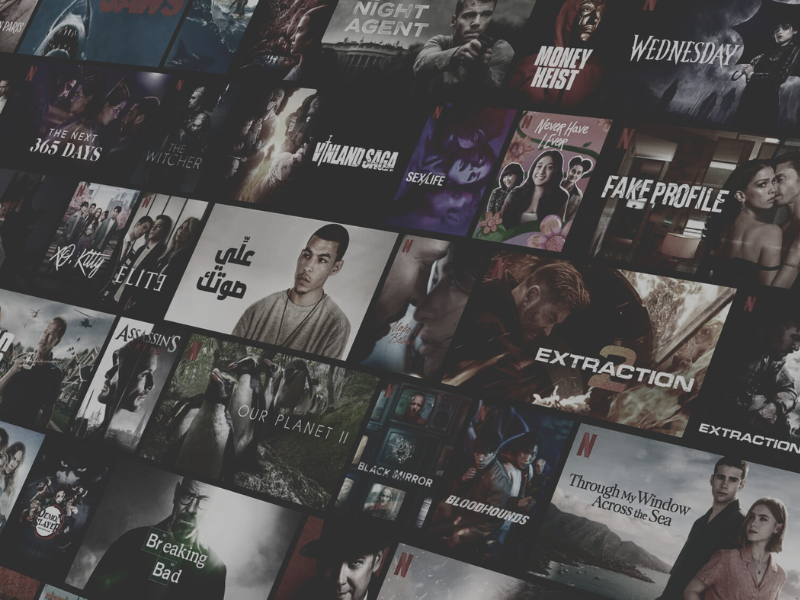 JAWS
NIGHT
AGENT
MONEY
HEIST
WEDNESDAY
THE NEXT
365 DAYS
THE
WITCHER
VINLAND SAGA
SEX/LIFE
Never Have
I Ever
FAKE PROFILE
XO, Kitty
ELITE
علّي
صوتك
EXTRACTION
2
EXTRACTION
ASSASSINS
OUR PLANET II
BLACK MIRROR
BLOODHOUNDS
Through My Window
Across the Sea
DEMON
SLAYER
Breaking
Bad